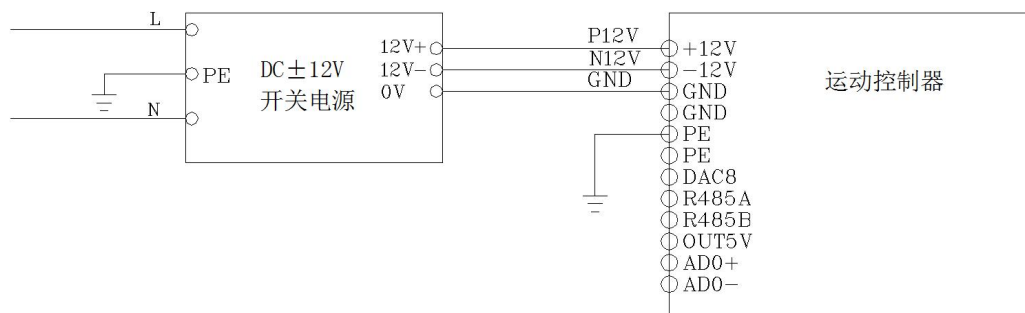 L
PE
N
DC±12V
开关电源
12V+
12V-
0V
P12V
N12V
GND
+12V
-12V
GND
GND
PE
PE
DAC8
R485A
R485B
OUT5V
AD0+
AD0-
运动控制器